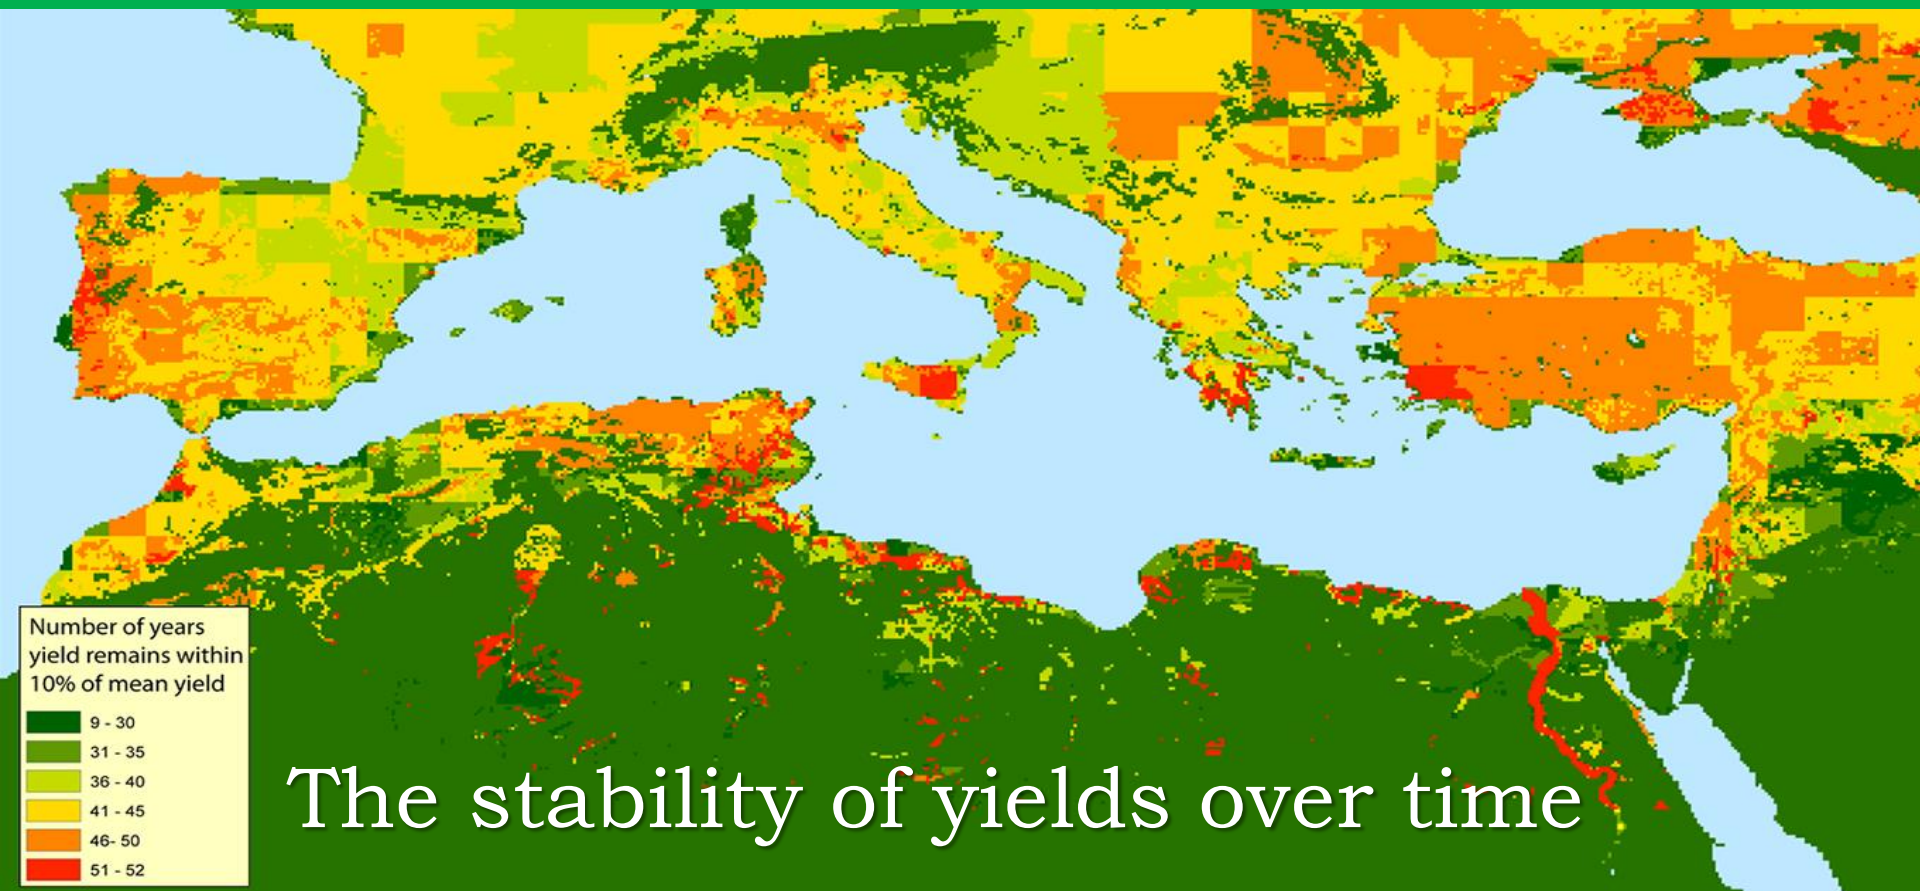 Number of years
yield remains within
10% of mean yield
9 - 30
31 - 35
36 - 40
41 - 45
46- 50
51 - 52
The stability of yields over time